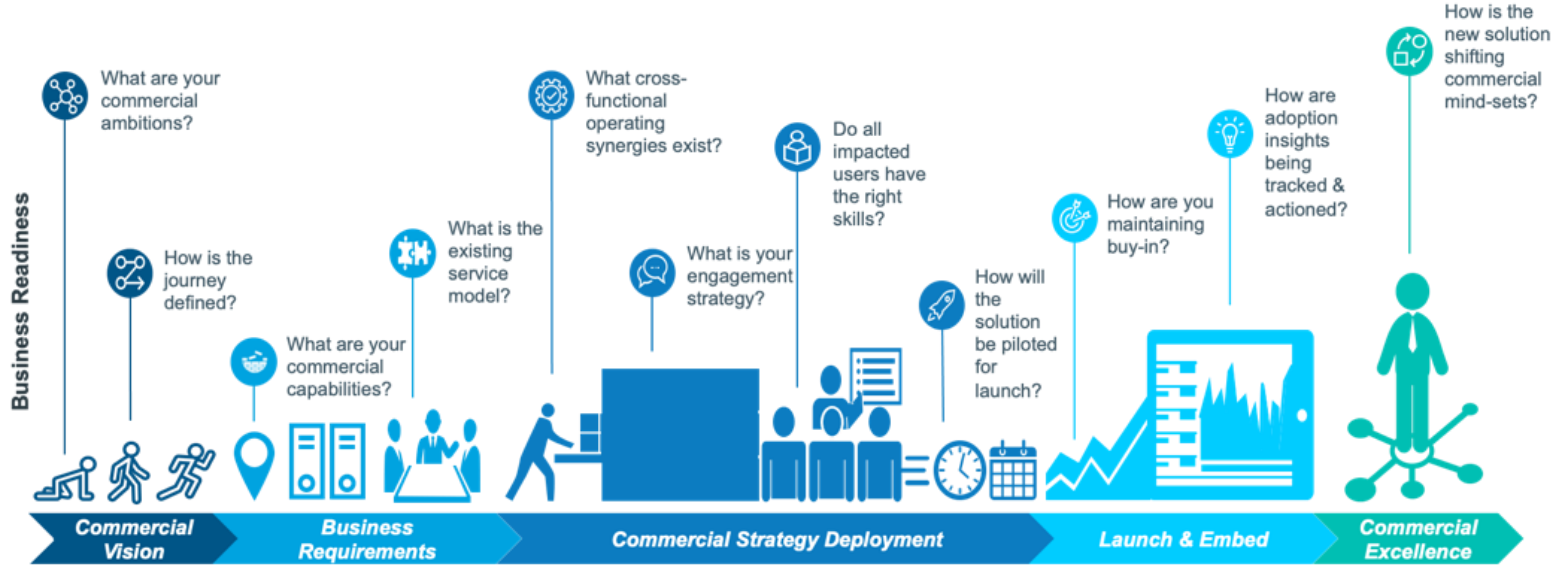 Business Readiness
What are your
commercial
ambitions?
How is the
journey
defined?
What are your
commercial
capabilities?
What is the
existing
service
model?
What cross-
functional
operating
synergies exist?
What is your
engagement
strategy?
Do all
impacted
users have
the right
skills?
How will
the
solution
be piloted
for
launch?
How are you
maintaining
buy-in?
How are
adoption
insights
being
tracked &
actioned?
How is the
new solution
shifting
commercial
mind-sets?
Commercial
Vision
Business
Requirements
Commercial Strategy Deployment
Launch & Embed
Commercial
Excellence